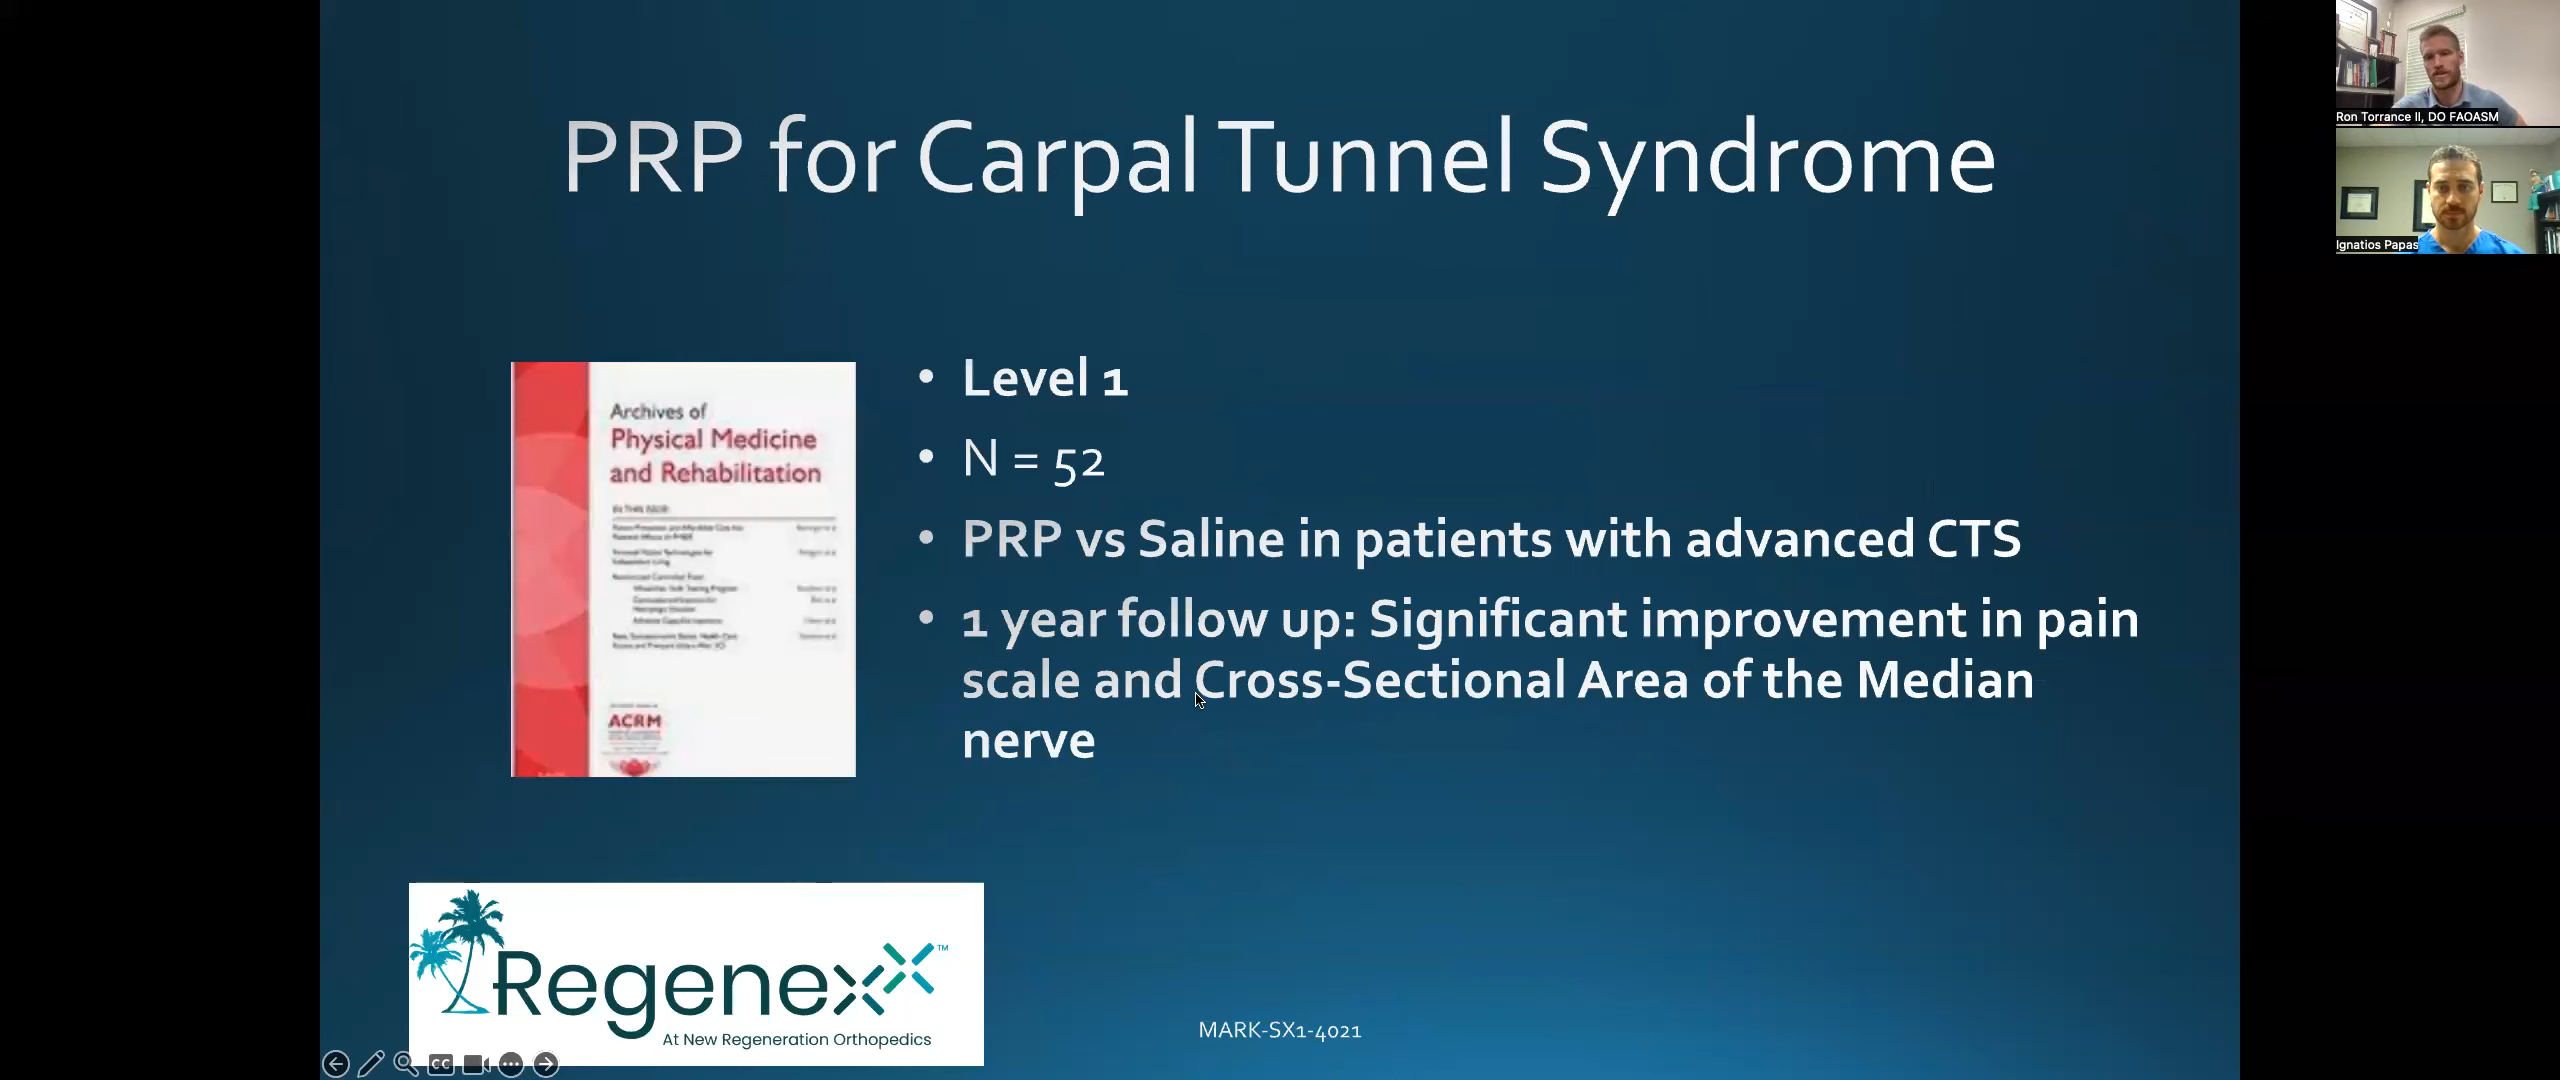 PRP for Carpal Tunnel Syndrome
Ron Torrance II, DO FAOASM
Ignatios Papas
Archives of
Physical Medicine
and Rehabilitation
ACRM
• Level 1
• N = 52
• PRP vs Saline in patients with advanced CTS
• 1 year follow up: Significant improvement in pain
scale and Cross-Sectional Area of the Median
nerve
Regenexx™
At New Regeneration Orthopedics
MARK-SX1-4021
CC